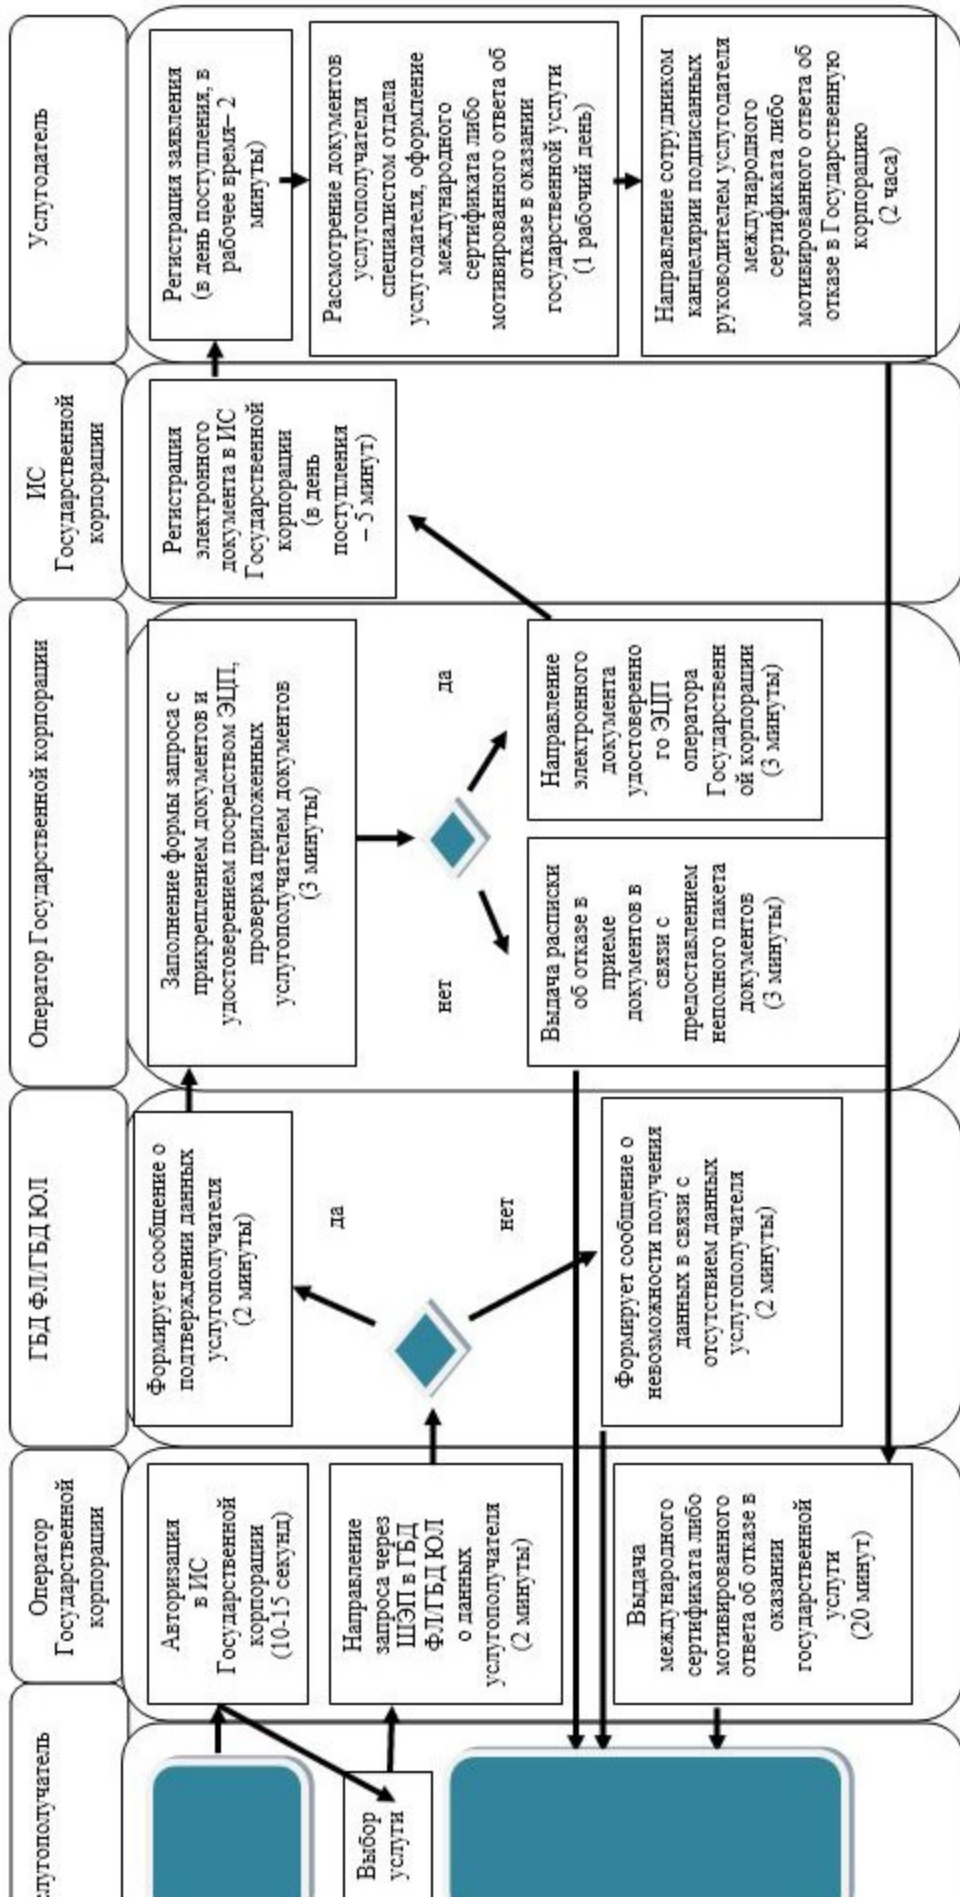 лугополучатель
Оператор
Государственной
корпорации
ГБД ФЛ/ГБД ЮЛ
Оператор Государственной корпорации
ИС
Государственной
корпорации
Услугодатель
Выбор
услуги
Авторизация
в ИС
Государственной
корпорации
(10-15 секунд)
Направление
запроса через
ШЭП в ГБД
ФЛ/ГБД ЮЛ
о данных
услугополучателя
(2 минуты)
Выдача
международного
сертификата либо
мотивированного
ответа об отказе в
оказании
государственной
услуги
(20 минут)
Формирует сообщение о
подтверждении данных
услугополучателя
(2 минуты)
да
нет
Формирует сообщение о
невозможности получения
данных в связи с
отсутствием данных
услугополучателя
(2 минуты)
Заполнение формы запроса с
прикреплением документов и
удостоверением посредством ЭЦП,
проверка приложенных
услугополучателем документов
(3 минуты)
нет
да
Выдача расписки
об отказе в
приеме
документов в
связи с
предоставлением
неполного пакета
документов
(3 минуты)
Направление
электронного
документа
удостоверенно
го ЭЦП
оператора
Государственн
ой корпорации
(3 минуты)
Регистрация
электронного
документа в ИС
Государственной
корпорации
(в день
поступления
– 5 минут)
Регистрация заявления
(в день поступления, в
рабочее время– 2
минуты)
Рассмотрение документов
услугополучателя
специалистом отдела
услугодателя, оформление
международного
сертификата либо
мотивированного ответа об
отказе в оказании
государственной услуги
(1 рабочий день)
Направление сотрудником
канцелярии подписанных
руководителем услугодателя
международного
сертификата либо
мотивированного ответа об
отказе в Государственную
корпорацию
(2 часа)